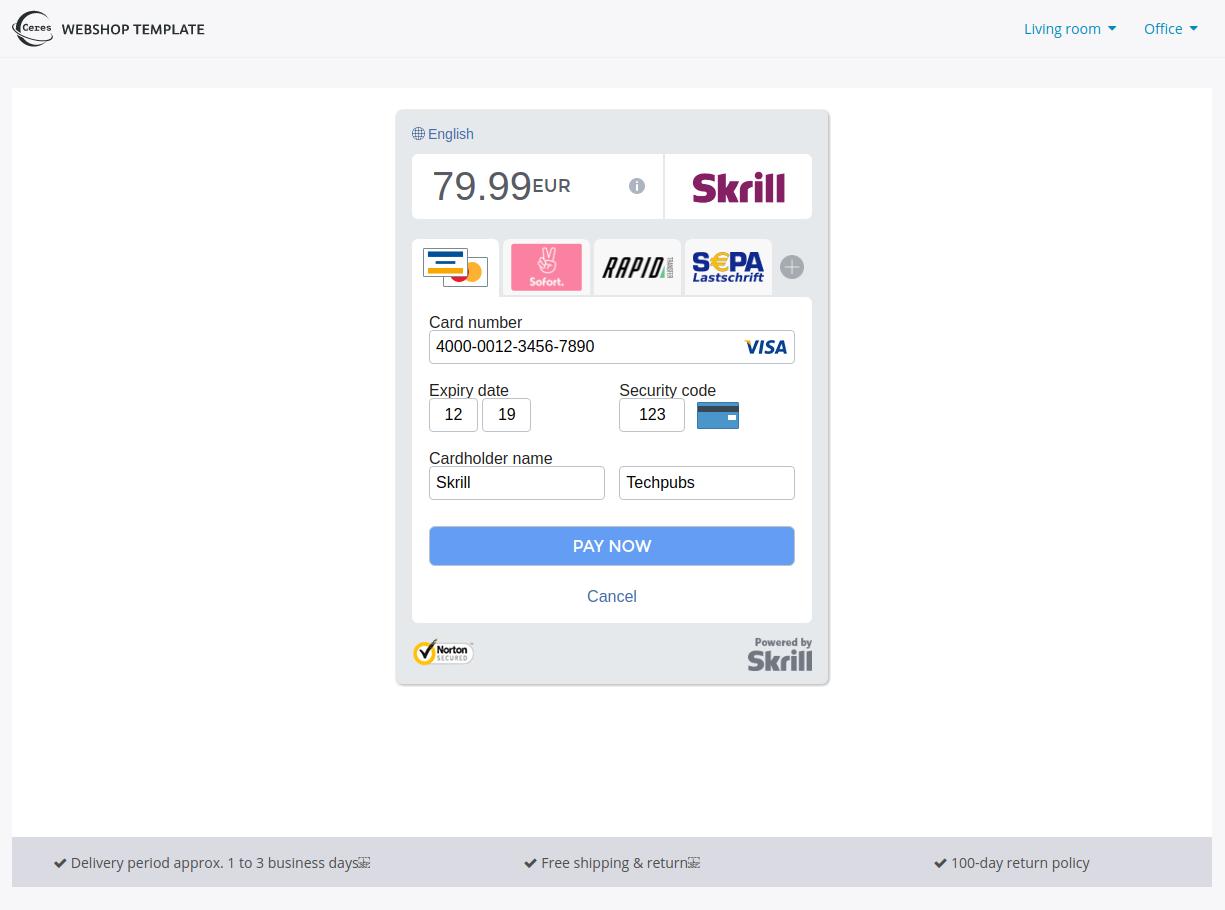 Ceres WEBSHOP TEMPLATE
Living room Office
English
79.99EUR i Skrill
Sofort. RAPID TRANSFER S€PA Lastschrift
Card number
4000-0012-3456-7890 VISA
Expiry date Security code
12 19 123
Cardholder name
Skrill Techpubs
PAY NOW
Cancel
Norton SECURED Powered by Skrill
Delivery period approx. 1 to 3 business days Free shipping & return 100-day return policy